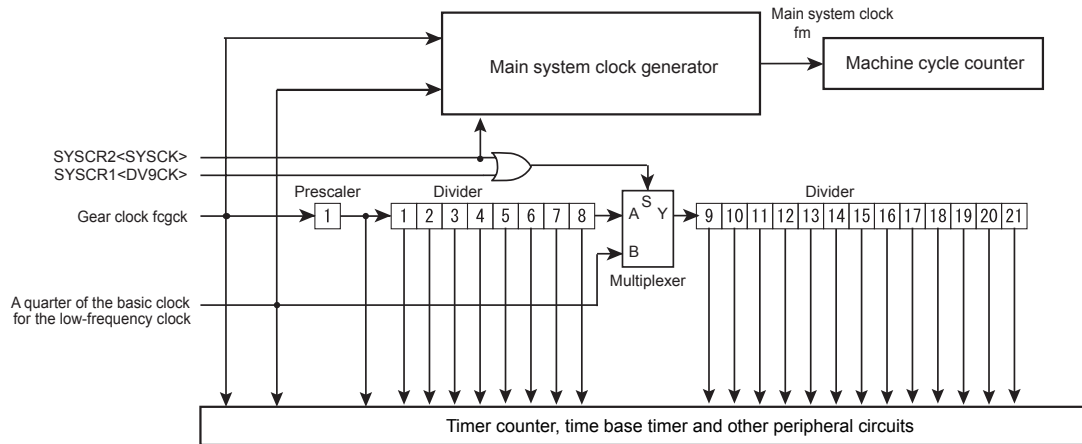 Main system clock
fm
Main system clock generator
Machine cycle counter
SYSCR2<SYSCK>
SYSCR1<DV9CK>
Prescaler
Divider
Divider
Gear clock fcgck
1
1 2 3 4 5 6 7 8
A S Y
B
9 10 11 12 13 14 15 16 17 18 19 20 21
Multiplexer
A quarter of the basic clock
for the low-frequency clock
Timer counter, time base timer and other peripheral circuits